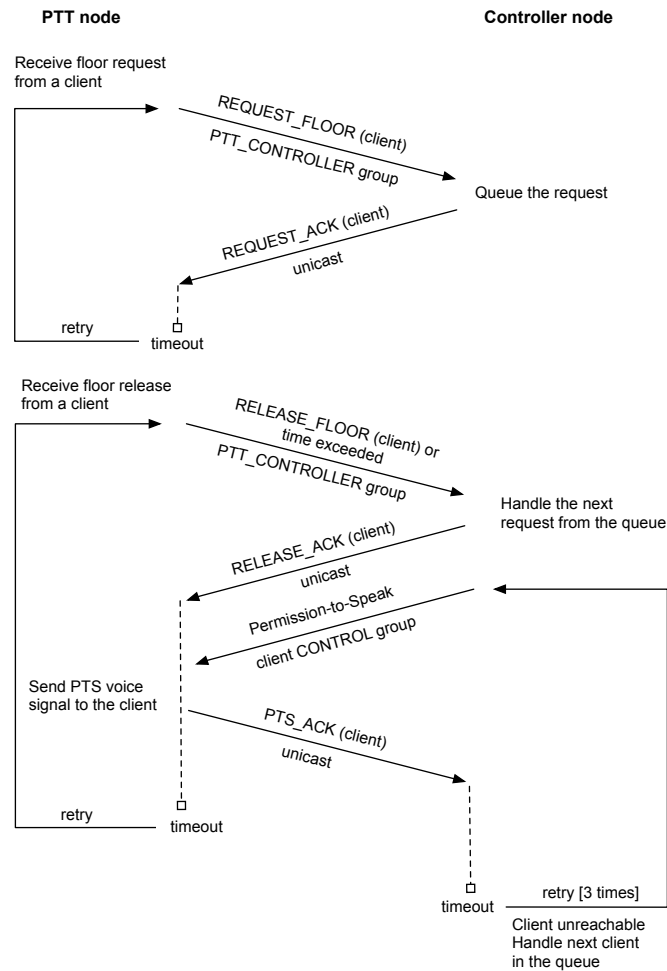 PTT node
Controller node
Receive floor request
from a client
REQUEST_FLOOR (client)
PTT_CONTROLLER group
Queue the request
REQUEST_ACK (client)
unicast
retry
timeout
Receive floor release
from a client
RELEASE_FLOOR (client) or
time exceeded
PTT_CONTROLLER group
Handle the next
request from the queue
RELEASE_ACK (client)
unicast
Permission-to-Speak
client CONTROL group
Send PTS voice
signal to the client
PTS_ACK (client)
unicast
retry
timeout
retry [3 times]
timeout
Client unreachable
Handle next client
in the queue